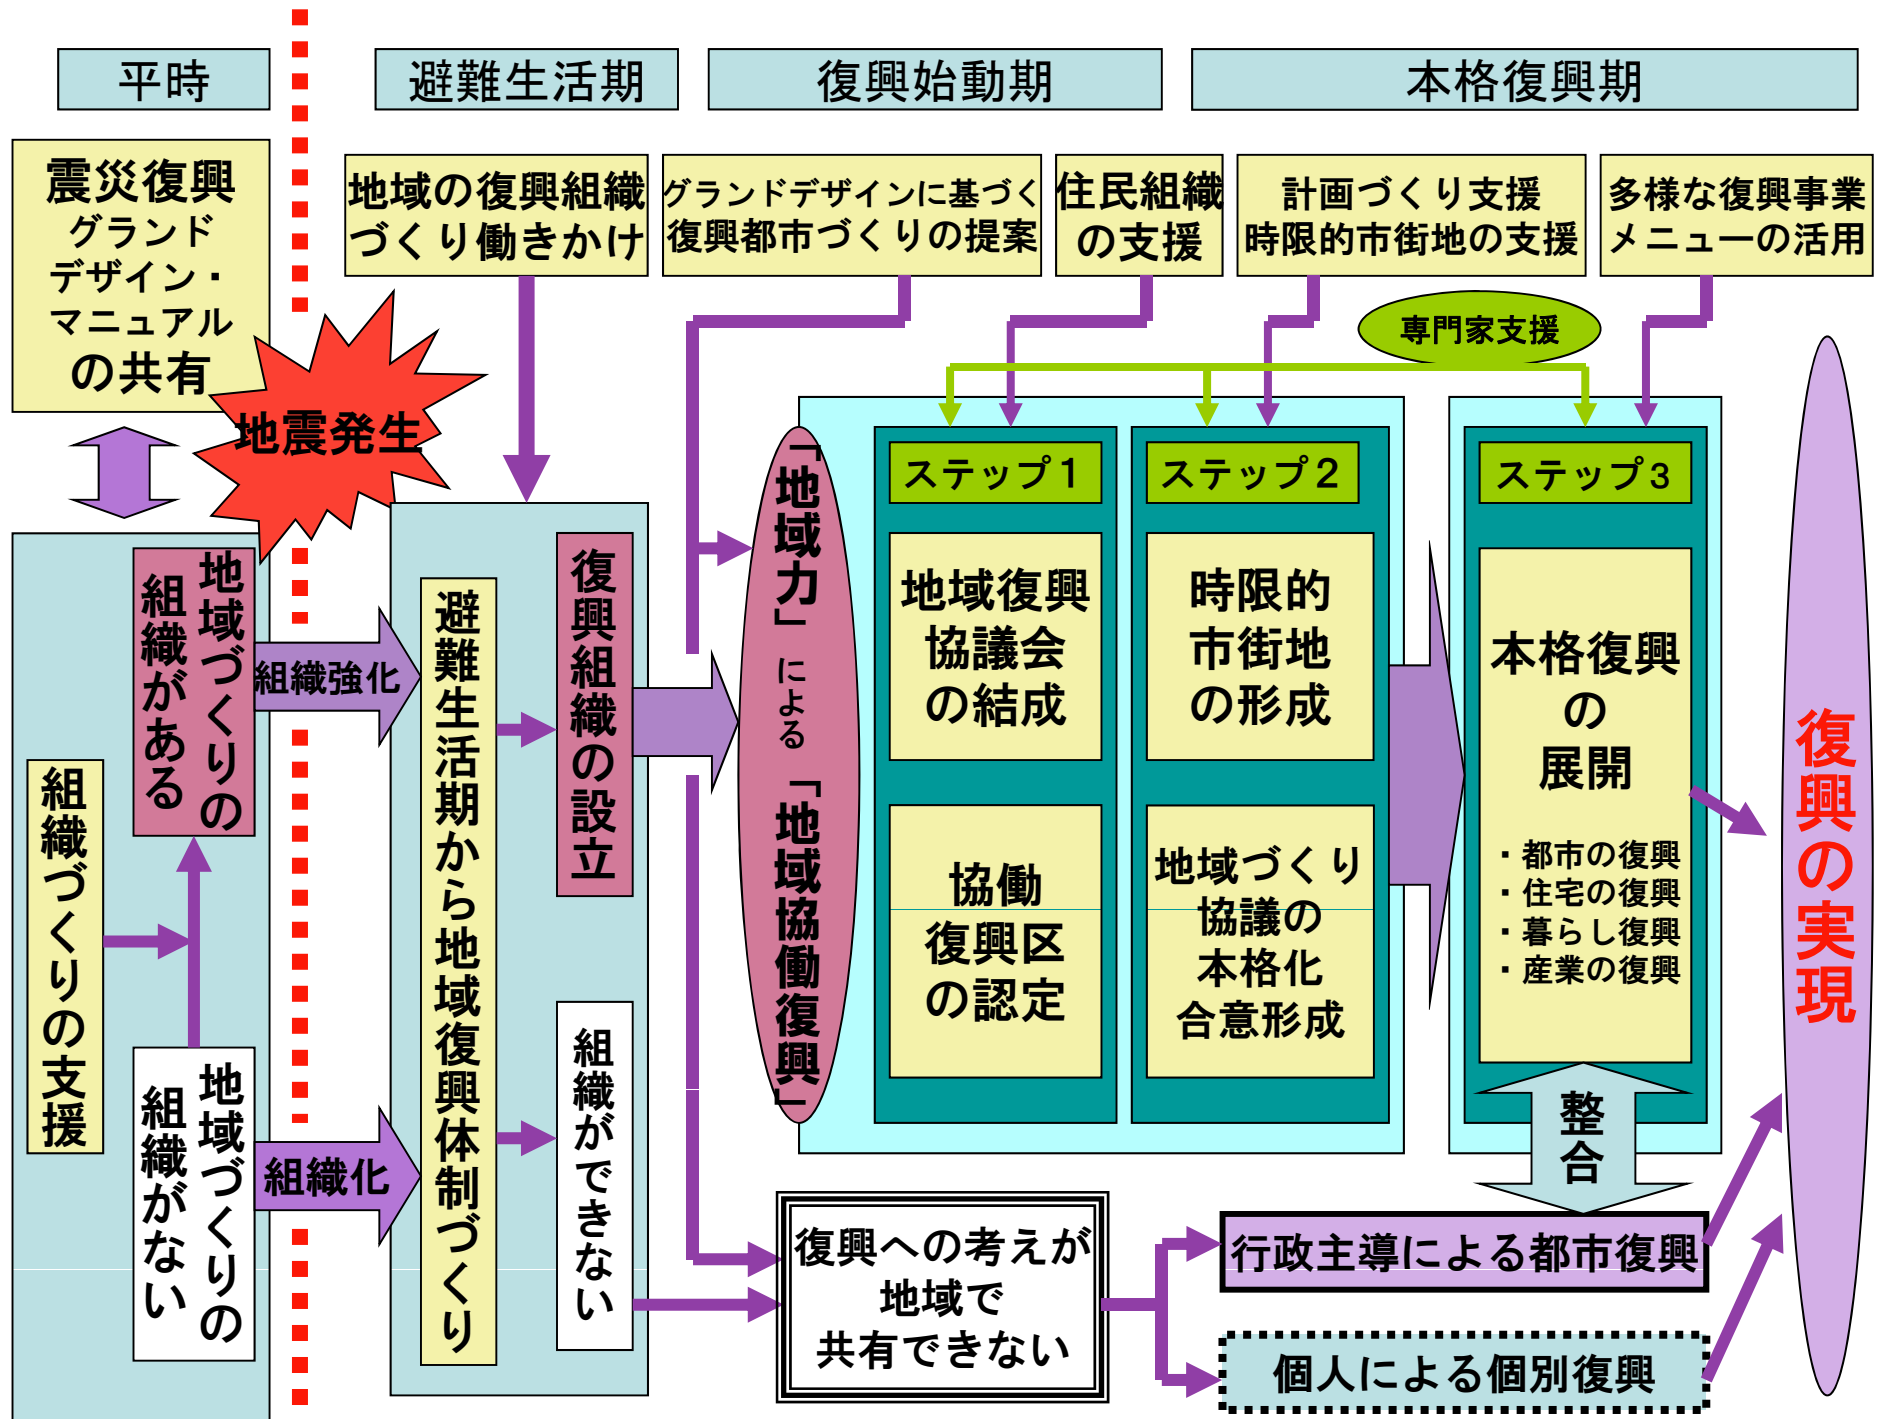 平時
避難生活期
復興始動期
本格復興期
震災復興
グランド
デザイン・
マニュアル
の共有
地域の復興組織
づくり働きかけ
グランドデザインに基づく
復興都市づくりの提案
住民組織
の支援
計画づくり支援
時限的市街地の支援
多様な復興事業
メニューの活用
専門家支援
地震発生
地域づくりの
組織がある
組織づくりの支援
地域づくりの
組織がない
組織強化
組織化
避難生活期から地域復興体制づくり
復興組織の設立
組織ができない
「地域力」による「地域協働復興」
ステップ1
地域復興
協議会
の結成
協働
復興区
の認定
ステップ2
時限的
市街地
の形成
地域づくり
協議の
本格化
合意形成
ステップ3
本格復興
の
展開
・都市の復興
・住宅の復興
・暮らし復興
・産業の復興
整合
復興への考えが
地域で
共有できない
行政主導による都市復興
個人による個別復興
復興の実現